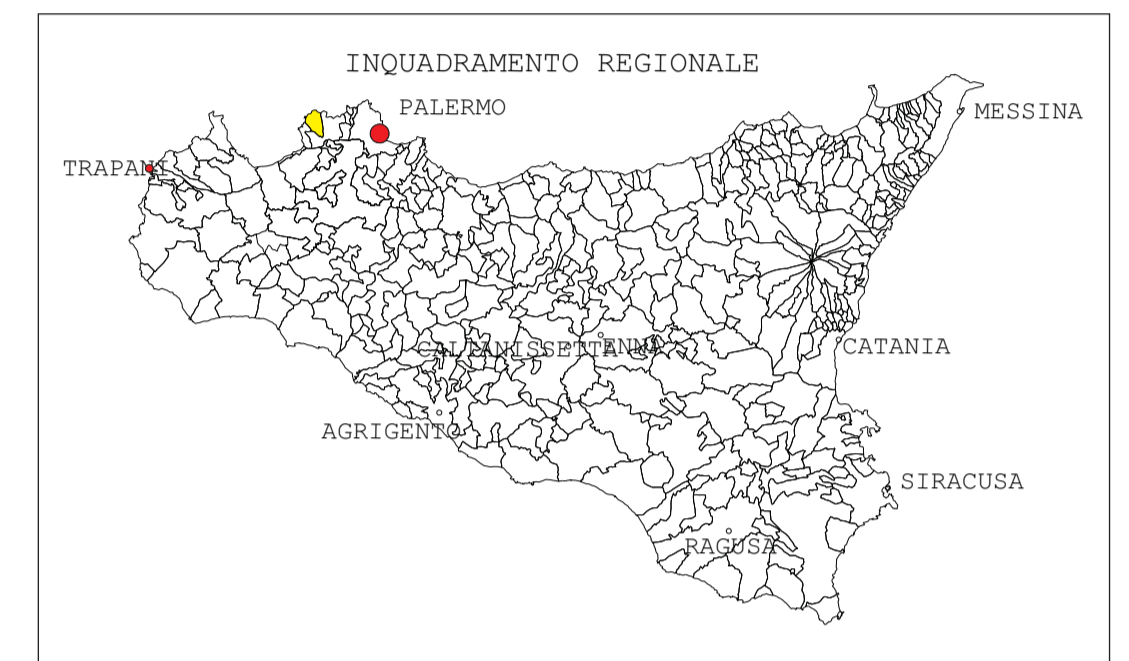 INQUADRAMENTO REGIONALE
PALERMO
MESSINA
TRAPANI
CALTANISSETTA
ENNA
CATANIA
AGRIGENTO
SIRACUSA
RAGUSA